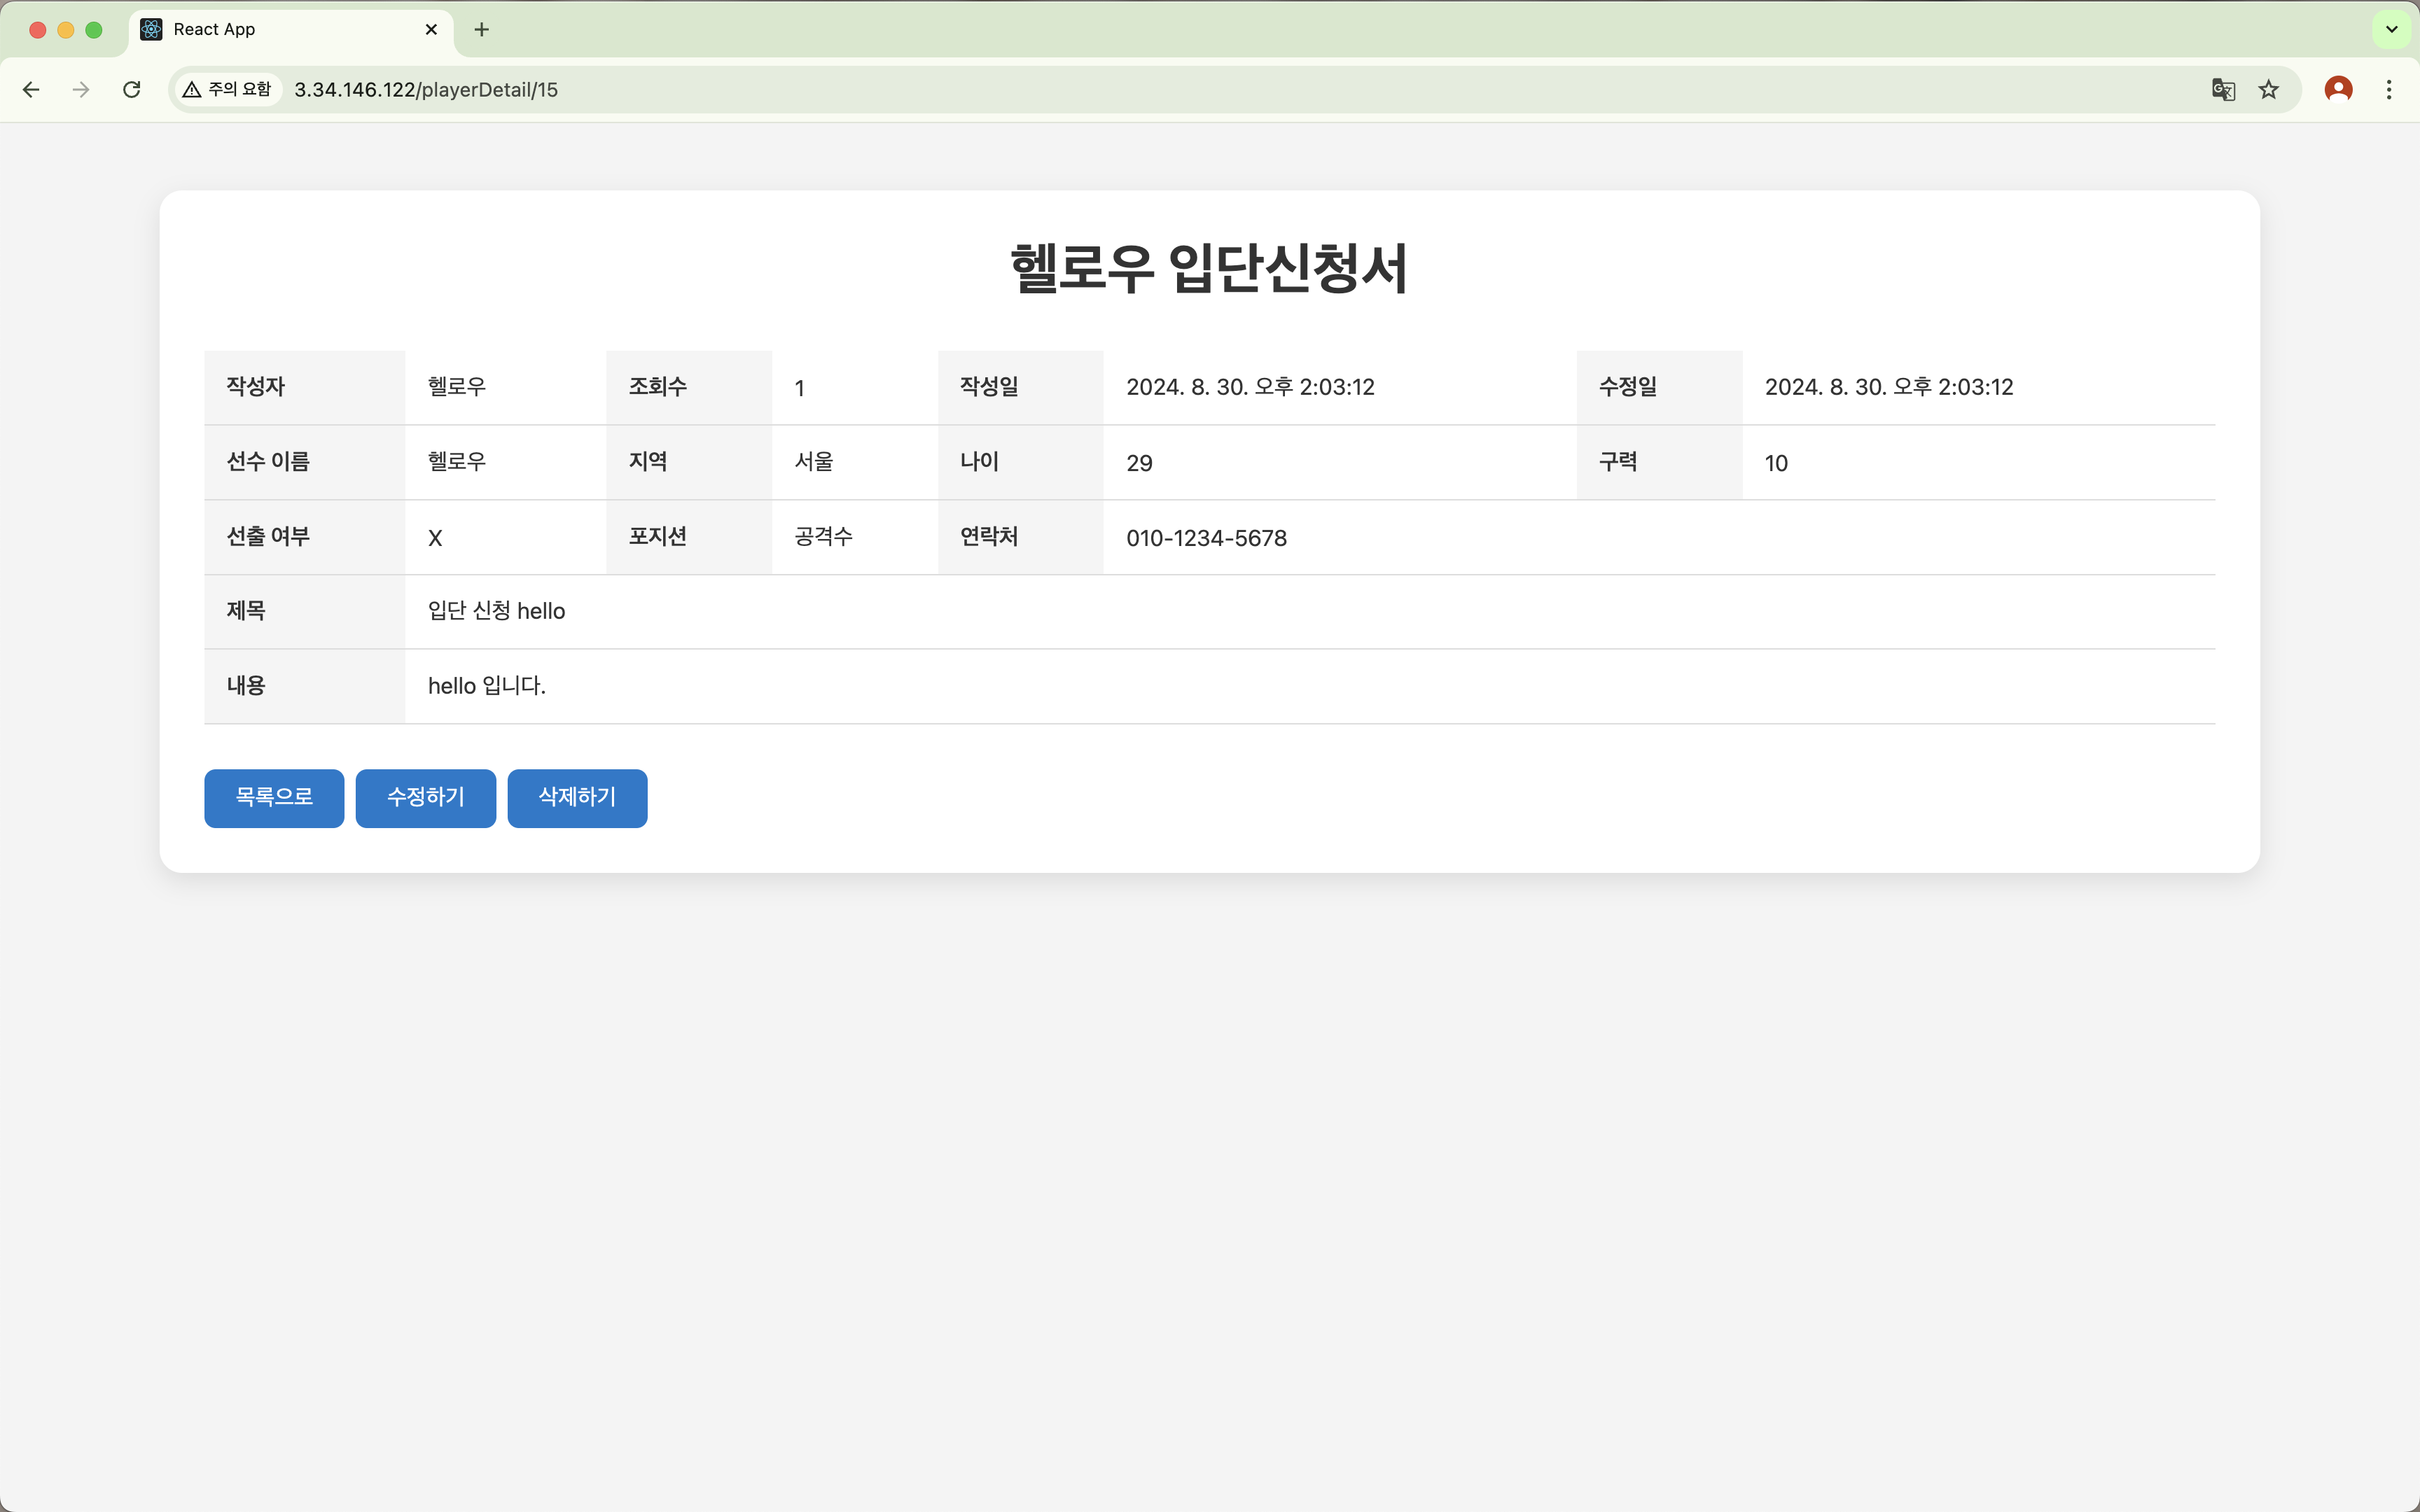 React App
주의 요함 3.34.146.122/playerDetail/15
헬로우 입단신청서
작성자 헬로우 조회수 1 작성일 2024. 8. 30. 오후 2:03:12 수정일 2024. 8. 30. 오후 2:03:12
선수 이름 헬로우 지역 서울 나이 29 구력 10
선출 여부 X 포지션 공격수 연락처 010-1234-5678
제목 입단 신청 hello
내용 hello 입니다.
목록으로 수정하기 삭제하기